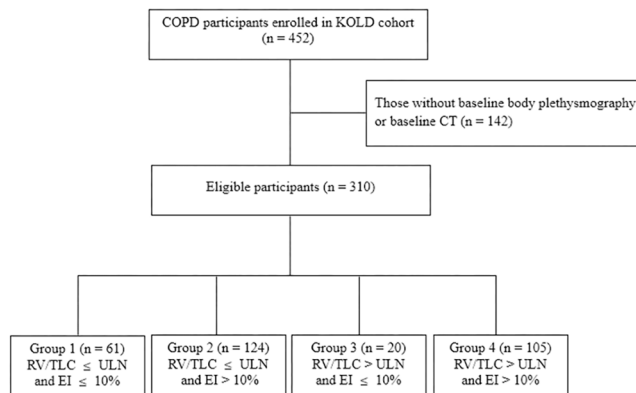 COPD participants enrolled in KOLD cohort
(n = 452)
Those without baseline body plethysmography
or baseline CT (n = 142)
Eligible participants (n = 310)
Group 1 (n = 61)
RV/TLC ≤ ULN
and EI ≤ 10%
Group 2 (n = 124)
RV/TLC ≤ ULN
and EI > 10%
Group 3 (n = 20)
RV/TLC > ULN
and EI ≤ 10%
Group 4 (n = 105)
RV/TLC > ULN
and EI > 10%